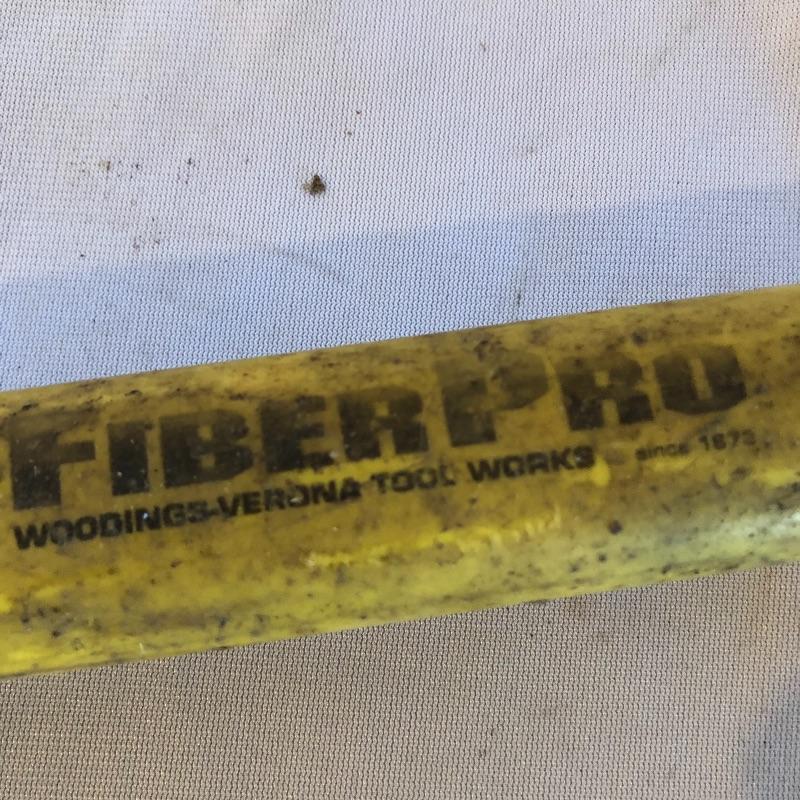 FIBERPRO
WOODINGS-VERONA TOOL WORKS since 1873